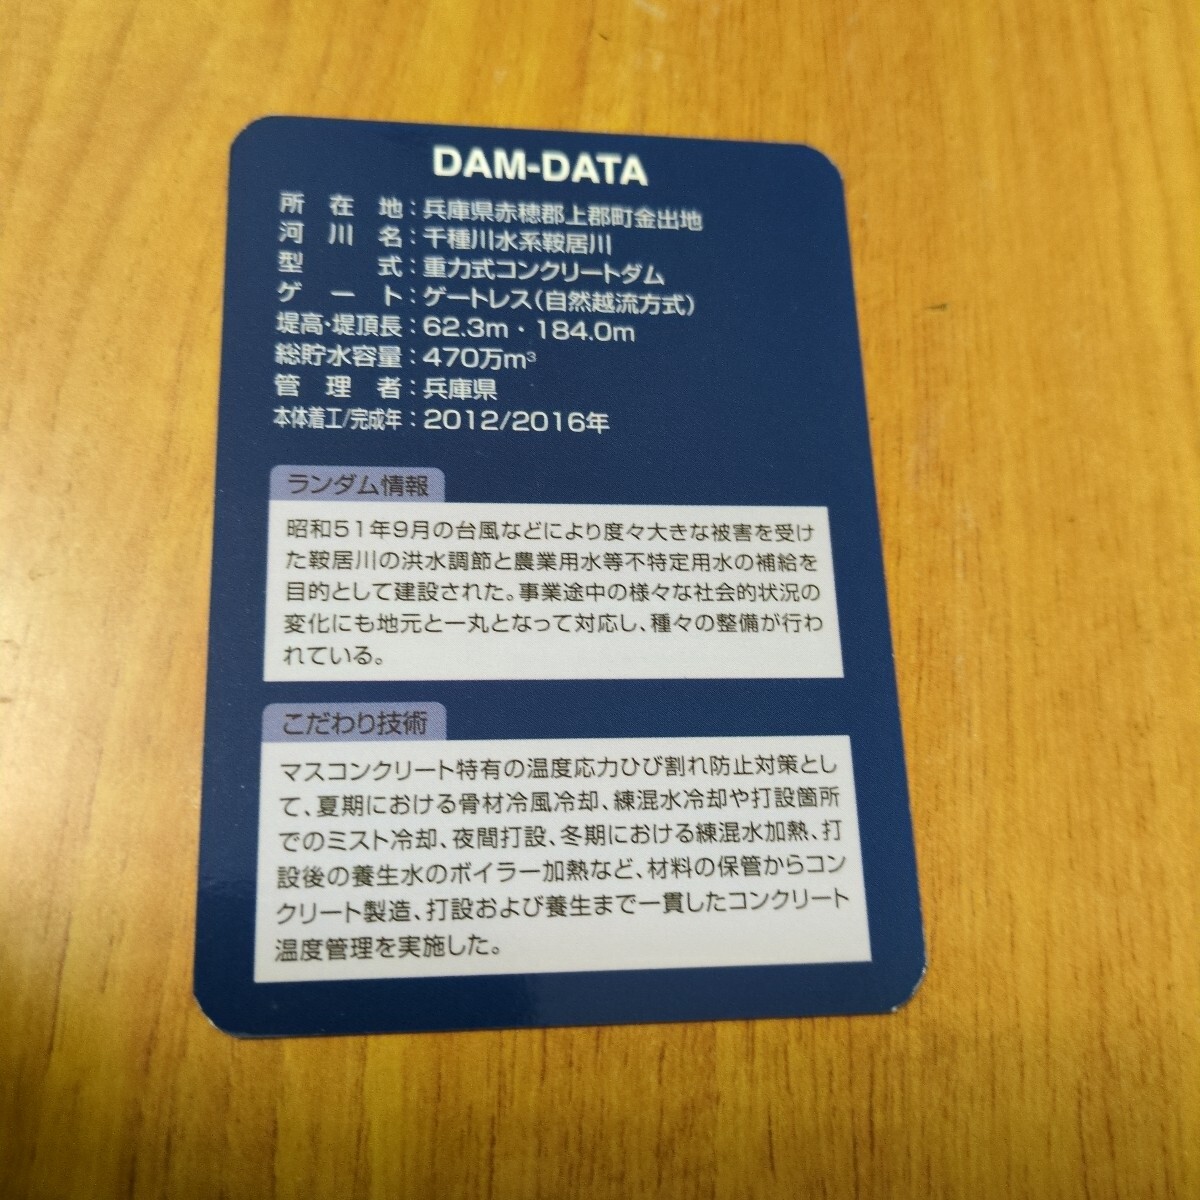 DAM-DATA
所在地：兵庫県赤穂郡上郡町金出地
河川名：千種川水系鞍居川
型式：重力式コンクリートダム
ゲート：ゲートレス(自然越流方式)
堤高・堤頂長：62.3m・184.0m
総貯水容量：470万m³
管理者：兵庫県
本体着工/完成年：2012/2016年
ランダム情報
昭和51年9月の台風などにより度々大きな被害を受け
た鞍居川の洪水調節と農業用水等不特定用水の補給を
目的として建設された。事業途中の様々な社会的状況の
変化にも地元と一丸となって対応し、種々の整備が行わ
れている。
こだわり技術
マスコンクリート特有の温度応力ひび割れ防止対策とし
て、夏期における骨材冷風冷却、練混水冷却や打設箇所
でのミスト冷却、夜間打設、冬期における練混水加熱、打
設後の養生水のボイラー加熱など、材料の保管からコン
クリート製造、打設および養生まで一貫したコンクリート
温度管理を実施した。